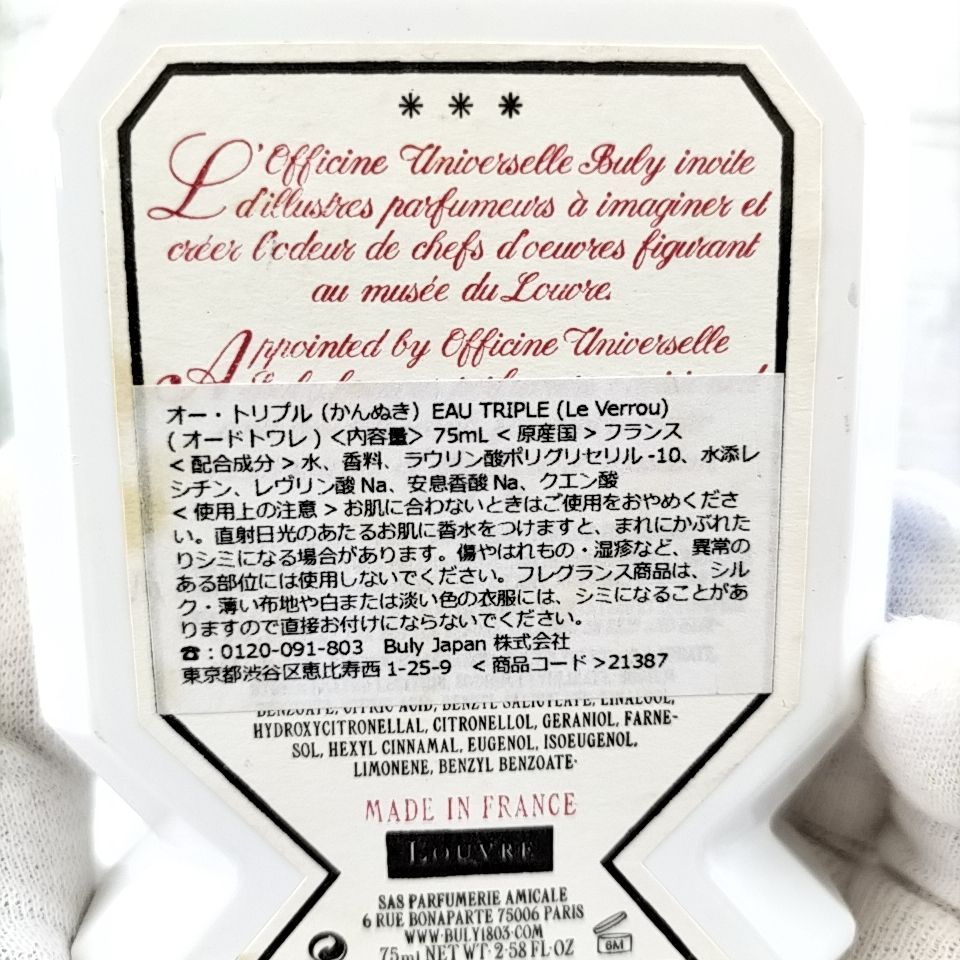 L'Officine Universelle Buly invite
d'illustres parfumeurs à imaginer et
créer l'odeur de chefs d'oeuvres figurant
au musée du Louvre.
Appointed by Officine Universelle
オー・トリプル (かんぬき) EAU TRIPLE (Le Verrou)
(オードトワレ) <内容量> 75mL <原産国> フランス
<配合成分> 水、香料、ラウリン酸ポリグリセリル-10、水添レ
シチン、レヴリン酸 Na、安息香酸 Na、クエン酸
<使用上の注意> お肌に合わないときはご使用をおやめくださ
い。直射日光のあたるお肌に香水をつけますと、まれにかぶれた
りシミになる場合があります。傷やはれもの・湿疹など、異常の
ある部位には使用しないでください。フレグランス商品は、シル
ク・薄い布地や白または淡い色の衣服には、シミになることがあ
りますので直接お付けにならないでください。
☎:0120-091-803 Buly Japan 株式会社
東京都渋谷区恵比寿西 1-25-9 <商品コード>21387
BENZOATE, CITRIC ACID, BENZYL SALICYLATE, LINALOOL,
HYDROXYCITRONELLAL, CITRONELLOL, GERANIOL, FARNE-
SOL, HEXYL CINNAMAL, EUGENOL, ISOEUGENOL,
LIMONENE, BENZYL BENZOATE·
MADE IN FRANCE
LOUVRE
SAS PARFUMERIE AMICALE
6 RUE BONAPARTE 75006 PARIS
WWW·BULY1803·COM
75ml NET WT·2·58 FL·OZ
6M